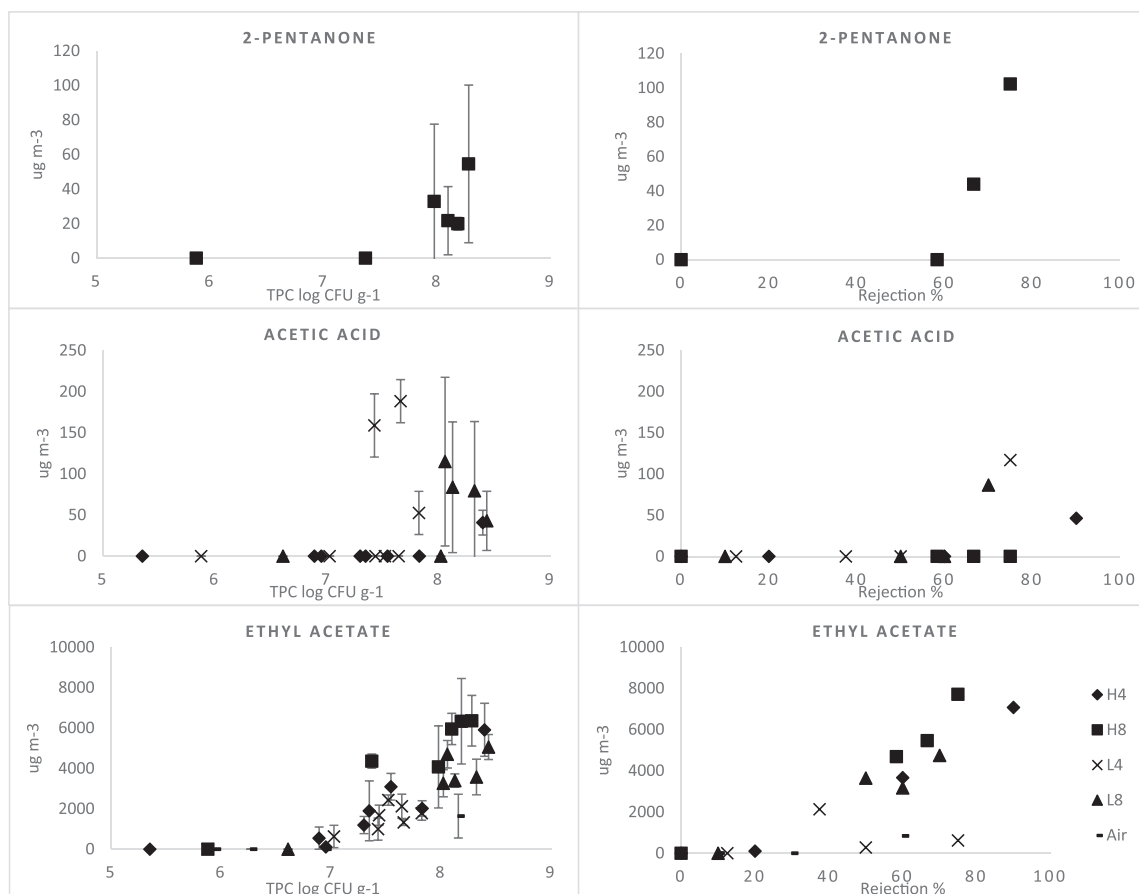 2-PENTANONE
120
100
80
60
40
20
0
ug m-3
5 6 7 8 9
TPC log CFU g-1
2-PENTANONE
120
100
80
60
40
20
0
ug m-3
0 20 40 60 80 100
Rejection %
ACETIC ACID
250
200
150
100
50
0
ug m-3
5 6 7 8 9
TPC log CFU g-1
ACETIC ACID
250
200
150
100
50
0
ug m-3
0 20 40 60 80 100
Rejection %
ETHYL ACETATE
10000
8000
6000
4000
2000
0
ug m-3
5 6 7 8 9
TPC log CFU g-1
ETHYL ACETATE
10000
8000
6000
4000
2000
0
ug m-3
0 20 40 60 80 100
Rejection %
H4
H8
L4
L8
Air